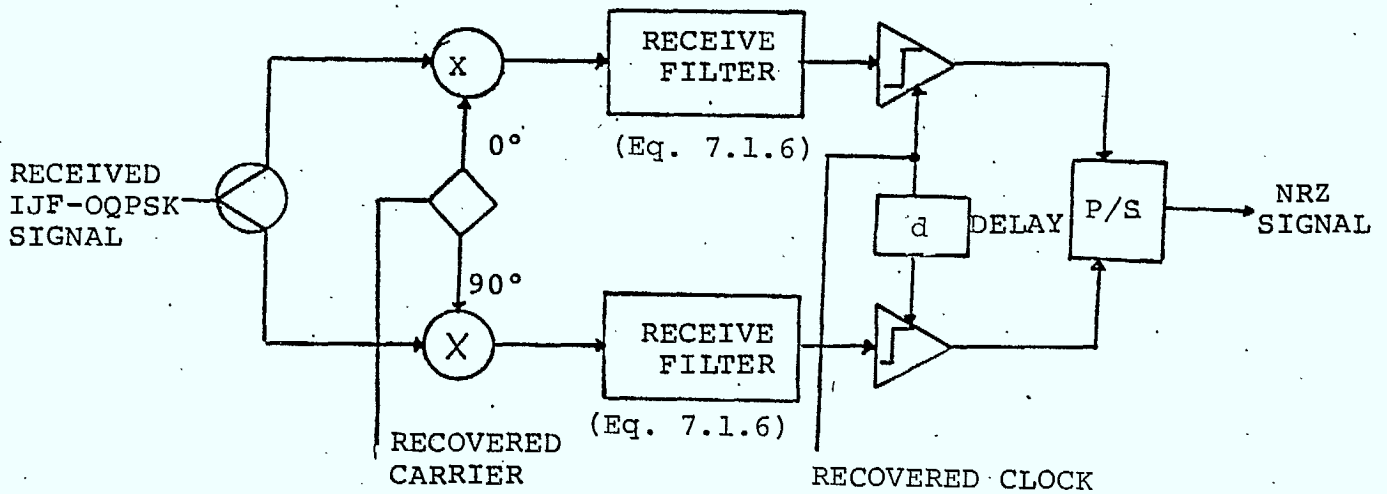 RECEIVE
FILTER
X
0°
(Eq. 7.1.6)
RECEIVED
IJF-OQPSK
SIGNAL
d
DELAY
P/S
NRZ
SIGNAL
90°
X
RECEIVE
FILTER
(Eq. 7.1.6)
RECOVERED
CARRIER
RECOVERED CLOCK